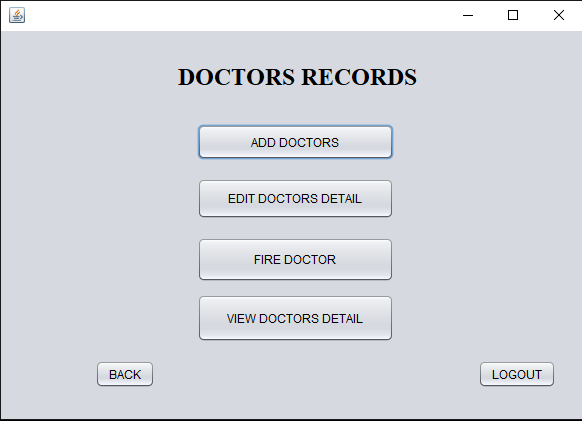 DOCTORS RECORDS
ADD DOCTORS
EDIT DOCTORS DETAIL
FIRE DOCTOR
VIEW DOCTORS DETAIL
BACK
LOGOUT